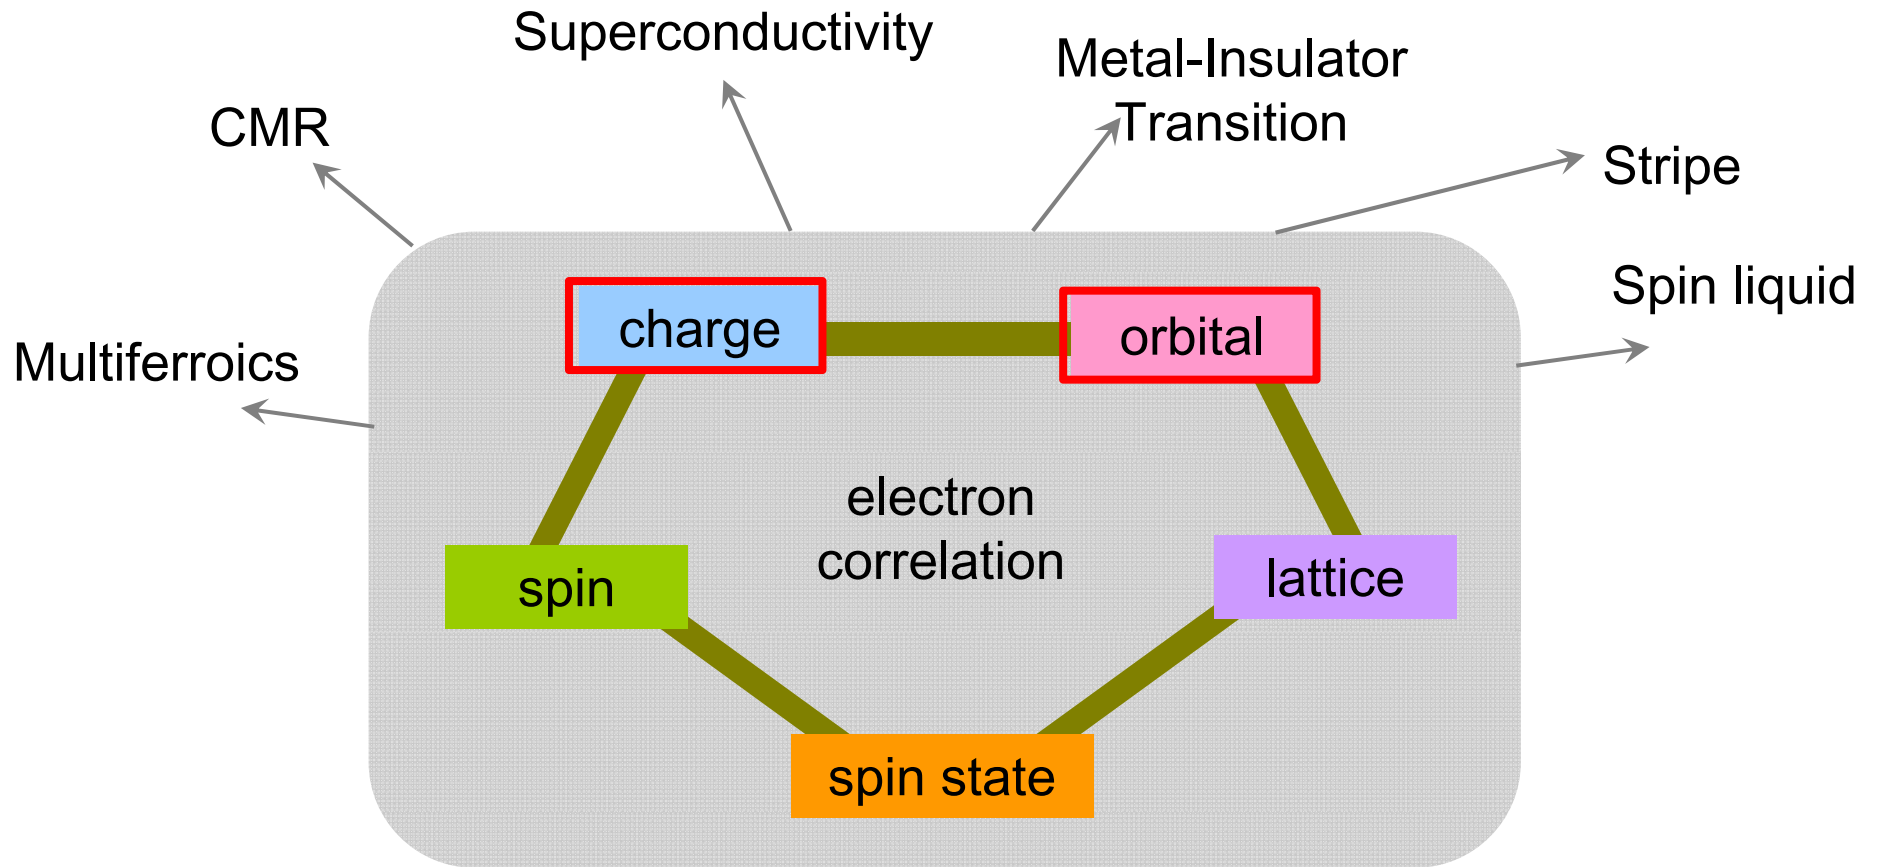 Superconductivity
Metal-Insulator
Transition
CMR
Stripe
Spin liquid
Multiferroics
charge
orbital
electron
correlation
spin
lattice
spin state